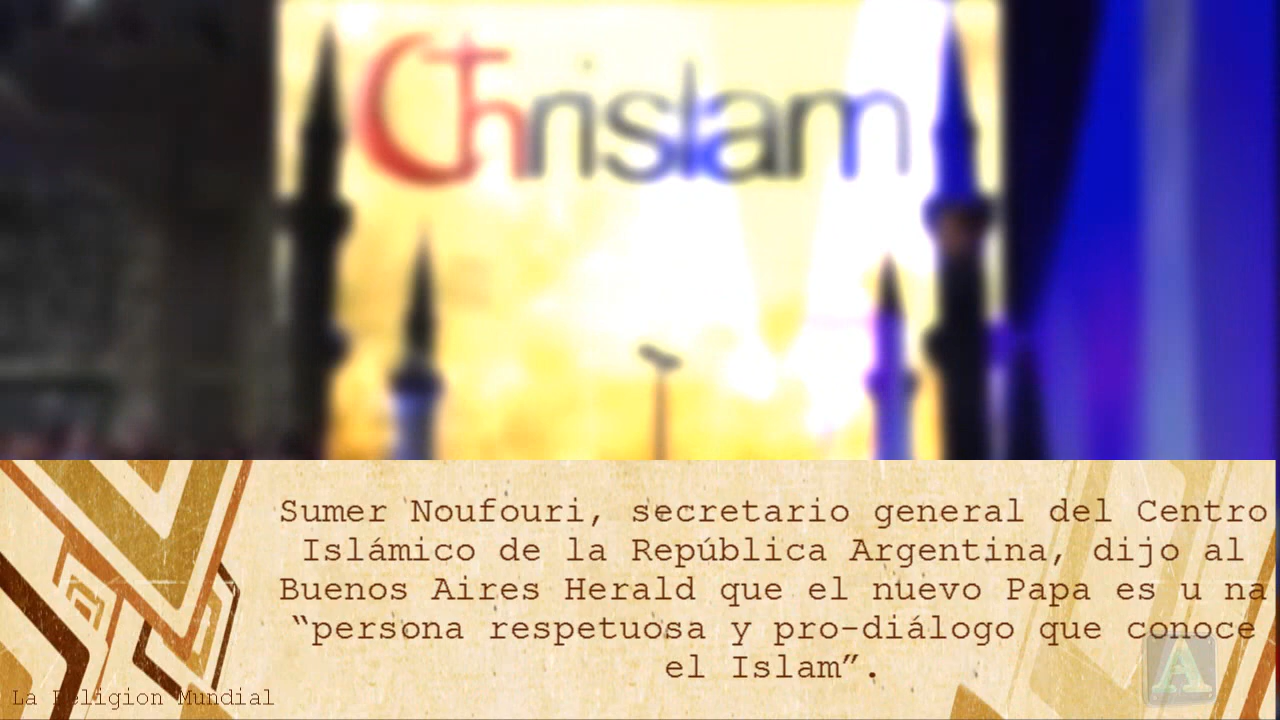 Chrislam
Sumer Noufouri, secretario general del Centro
Islámico de la República Argentina, dijo al
Buenos Aires Herald que el nuevo Papa es u na
“persona respetuosa y pro-diálogo que conoce
el Islam”.
La Religion Mundial
A